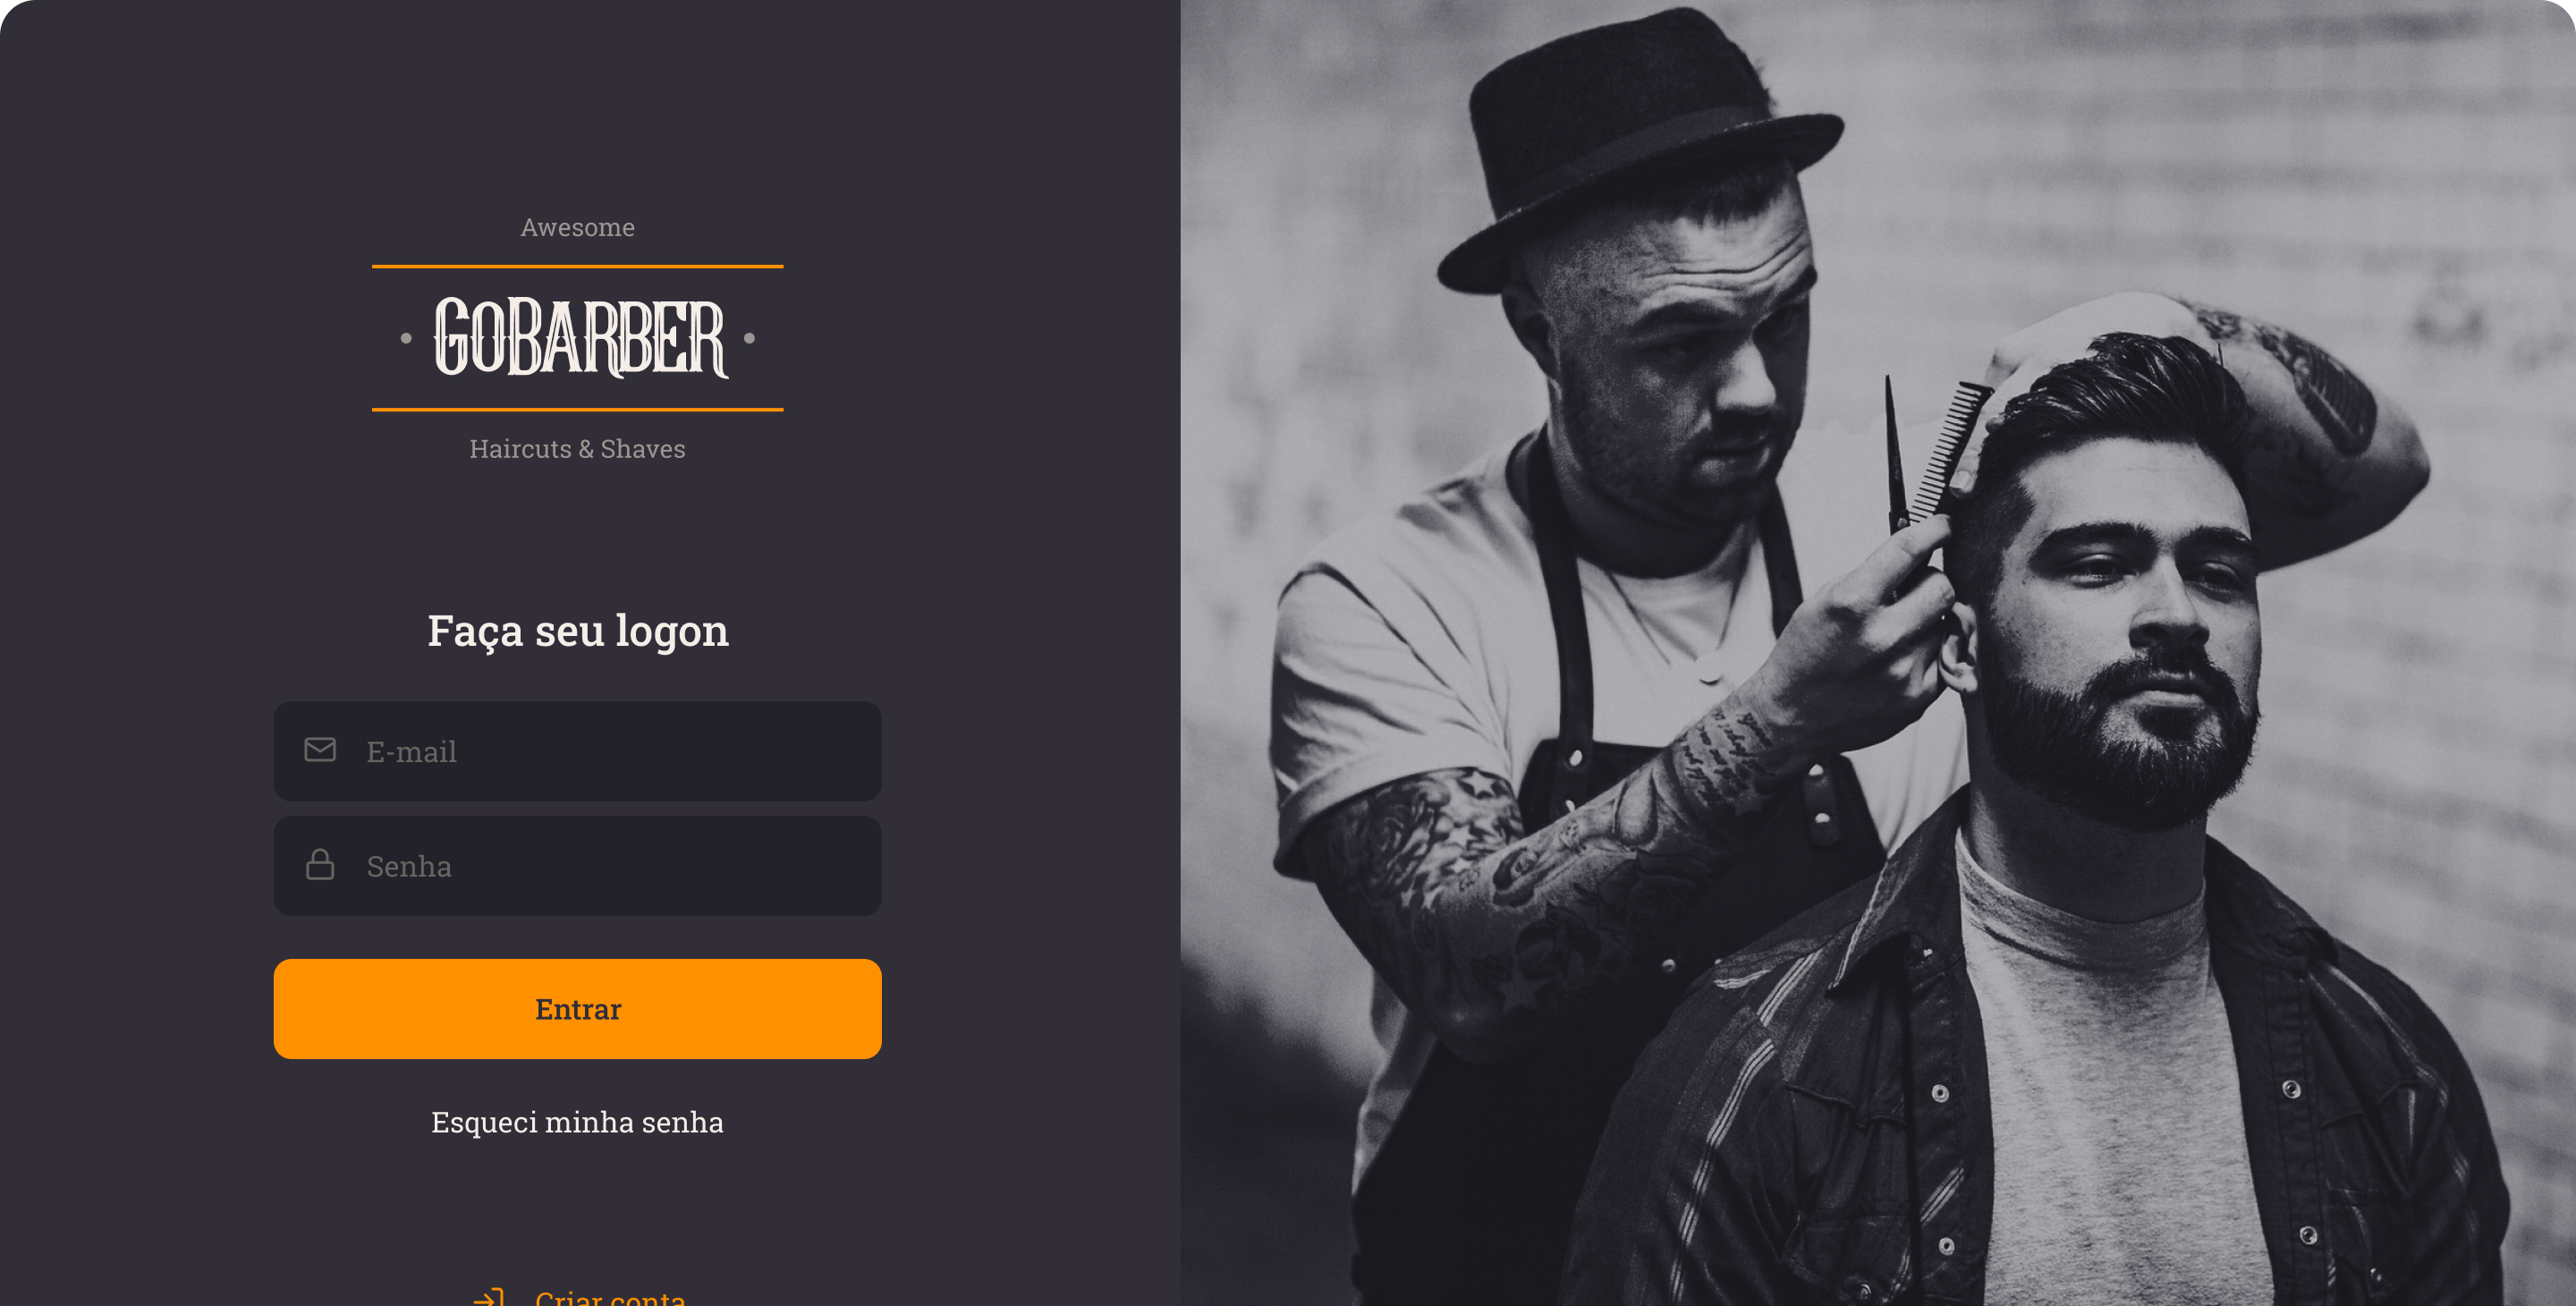 Awesome
GOBARBER
Haircuts & Shaves
Faça seu logon
E-mail
Senha
Entrar
Esqueci minha senha
Criar conta